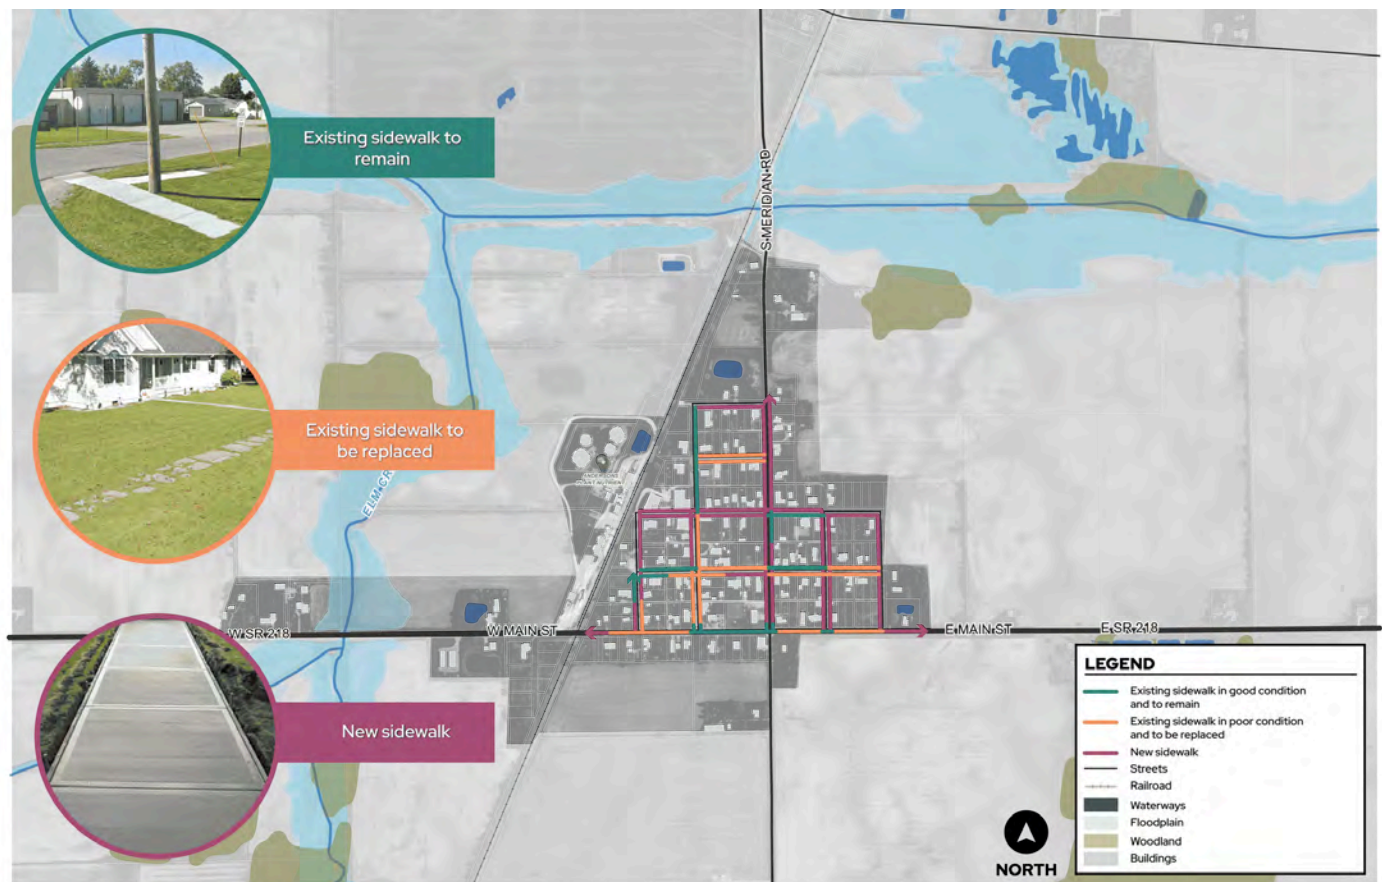 Existing sidewalk to
remain
S MERIDIAN RD
Existing sidewalk to
be replaced
ELM CR
W SR 218
W MAIN ST
E MAIN ST
E SR 218
New sidewalk
LEGEND
Existing sidewalk in good condition
and to remain
Existing sidewalk in poor condition
and to be replaced
New sidewalk
Streets
Railroad
Waterways
Floodplain
Woodland
Buildings
NORTH